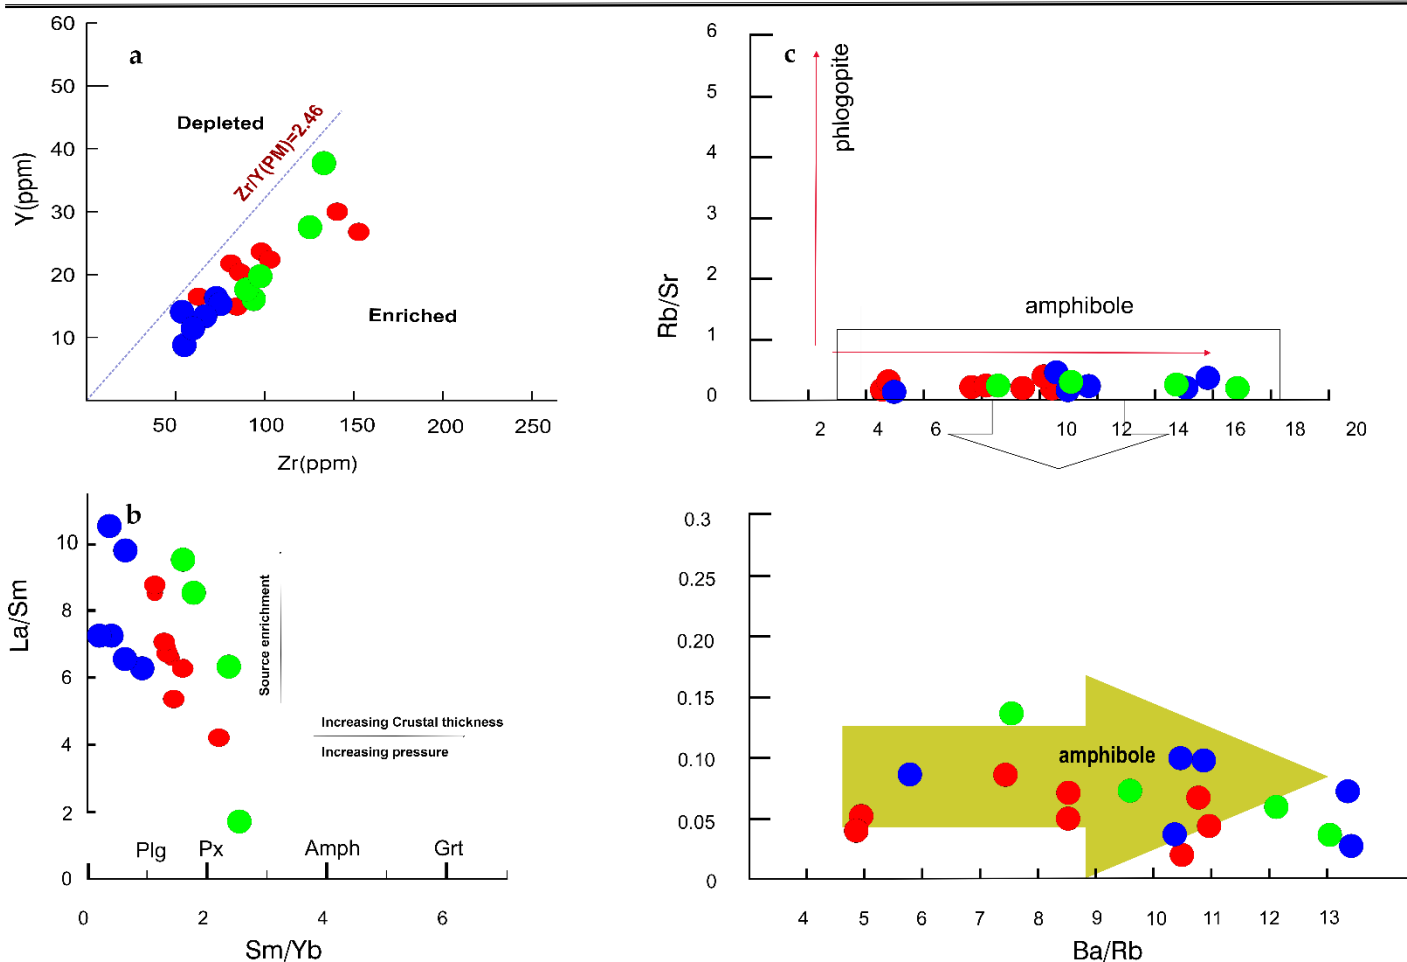 a
60
50
40
30
20
10
Y(ppm)
Depleted
Zr/Y(PM)=2.46
Enriched
50 100 150 200 250
Zr(ppm)
b
10
8
6
4
2
0
La/Sm
Source enrichment
Increasing Crustal thickness
Increasing pressure
Plg Px Amph Grt
0 2 4 6
Sm/Yb
c
6
5
4
3
2
1
0
Rb/Sr
phlogopite
amphibole
2 4 6 10 12 14 16 18 20
0.3
0.25
0.2
0.15
0.10
0.05
0
amphibole
4 5 6 7 8 9 10 11 12 13
Ba/Rb